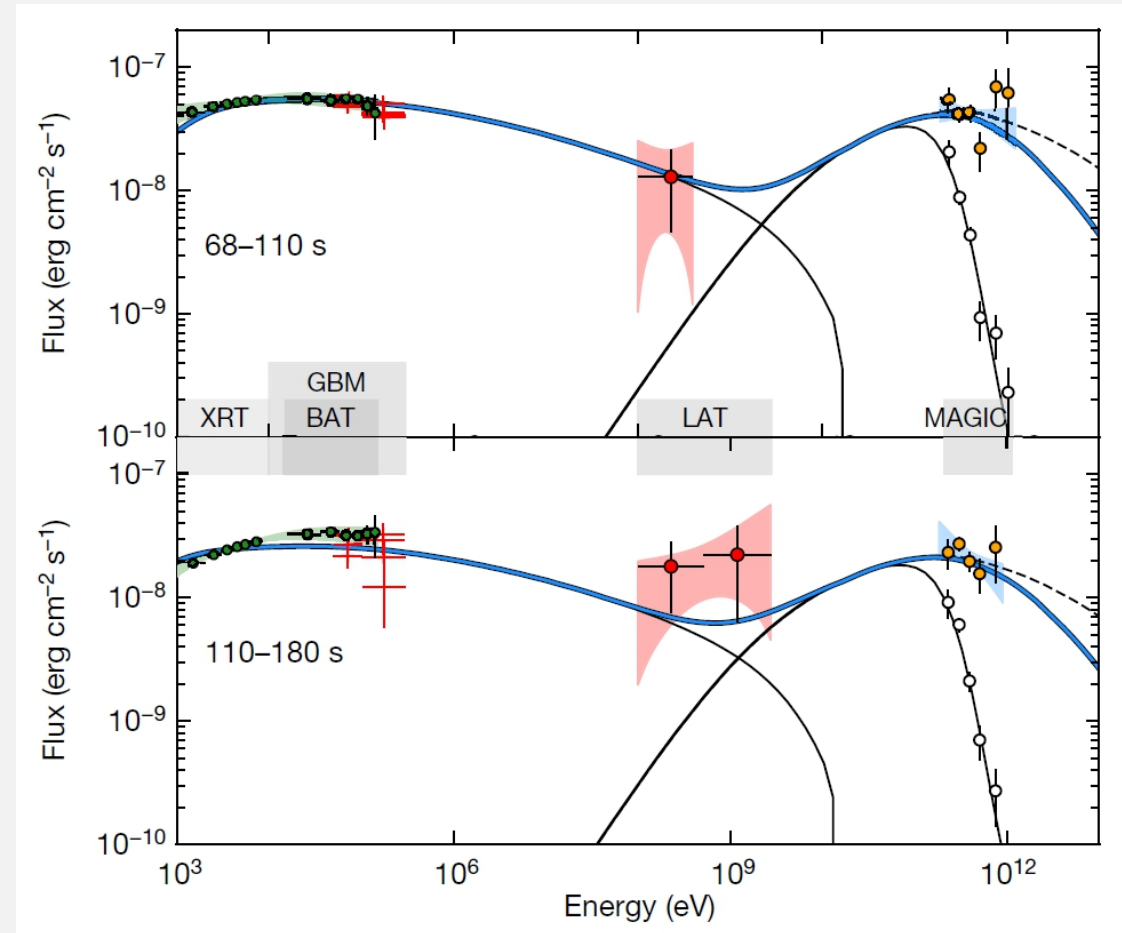 Flux (erg cm⁻² s⁻¹)
10⁻⁷
10⁻⁸
10⁻⁹
10⁻¹⁰
68–110 s
GBM
XRT
BAT
LAT
MAGIC
Flux (erg cm⁻² s⁻¹)
10⁻⁷
10⁻⁸
10⁻⁹
10⁻¹⁰
110–180 s
10³
10⁶
10⁹
10¹²
Energy (eV)